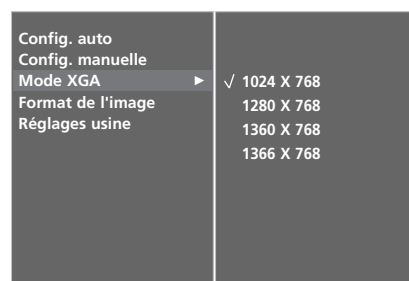 Config. auto
Config. manuelle
Mode XGA ►
Format de l'image
Réglages usine
√ 1024 X 768
1280 X 768
1360 X 768
1366 X 768